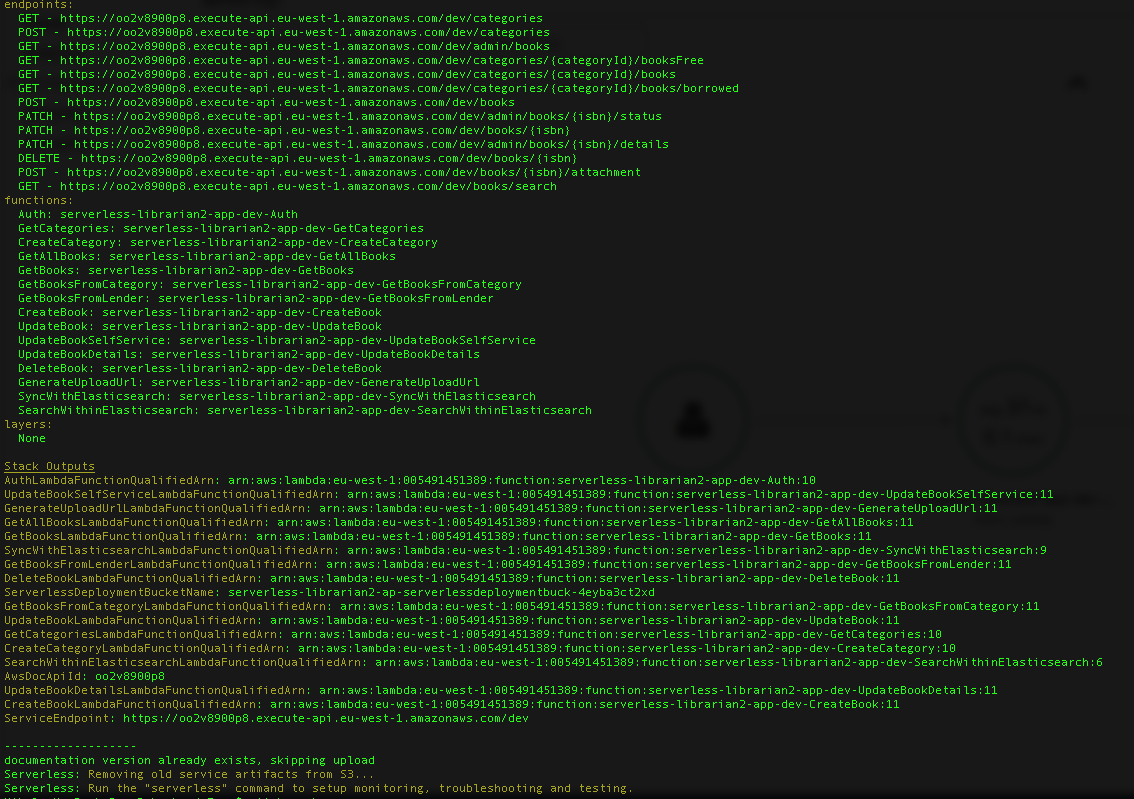 endpoints:
GET - https://oo2v8900p8.execute-api.eu-west-1.amazonaws.com/dev/categories
POST - https://oo2v8900p8.execute-api.eu-west-1.amazonaws.com/dev/categories
GET - https://oo2v8900p8.execute-api.eu-west-1.amazonaws.com/dev/admin/books
GET - https://oo2v8900p8.execute-api.eu-west-1.amazonaws.com/dev/categories/{categoryId}/booksFree
GET - https://oo2v8900p8.execute-api.eu-west-1.amazonaws.com/dev/categories/{categoryId}/books
GET - https://oo2v8900p8.execute-api.eu-west-1.amazonaws.com/dev/categories/{categoryId}/books/borrowed
POST - https://oo2v8900p8.execute-api.eu-west-1.amazonaws.com/dev/books
PATCH - https://oo2v8900p8.execute-api.eu-west-1.amazonaws.com/dev/admin/books/{isbn}/status
PATCH - https://oo2v8900p8.execute-api.eu-west-1.amazonaws.com/dev/books/{isbn}
PATCH - https://oo2v8900p8.execute-api.eu-west-1.amazonaws.com/dev/admin/books/{isbn}/details
DELETE - https://oo2v8900p8.execute-api.eu-west-1.amazonaws.com/dev/books/{isbn}
POST - https://oo2v8900p8.execute-api.eu-west-1.amazonaws.com/dev/books/{isbn}/attachment
GET - https://oo2v8900p8.execute-api.eu-west-1.amazonaws.com/dev/books/search
functions:
Auth: serverless-librarian2-app-dev-Auth
GetCategories: serverless-librarian2-app-dev-GetCategories
CreateCategory: serverless-librarian2-app-dev-CreateCategory
GetAllBooks: serverless-librarian2-app-dev-GetAllBooks
GetBooks: serverless-librarian2-app-dev-GetBooks
GetBooksFromCategory: serverless-librarian2-app-dev-GetBooksFromCategory
GetBooksFromLender: serverless-librarian2-app-dev-GetBooksFromLender
CreateBook: serverless-librarian2-app-dev-CreateBook
UpdateBook: serverless-librarian2-app-dev-UpdateBook
UpdateBookSelfService: serverless-librarian2-app-dev-UpdateBookSelfService
UpdateBookDetails: serverless-librarian2-app-dev-UpdateBookDetails
DeleteBook: serverless-librarian2-app-dev-DeleteBook
GenerateUploadUrl: serverless-librarian2-app-dev-GenerateUploadUrl
SyncWithElasticsearch: serverless-librarian2-app-dev-SyncWithElasticsearch
SearchWithinElasticsearch: serverless-librarian2-app-dev-SearchWithinElasticsearch
layers:
None
Stack Outputs
AuthLambdaFunctionQualifiedArn: arn:aws:lambda:eu-west-1:005491451389:function:serverless-librarian2-app-dev-Auth:10
UpdateBookSelfServiceLambdaFunctionQualifiedArn: arn:aws:lambda:eu-west-1:005491451389:function:serverless-librarian2-app-dev-UpdateBookSelfService:11
GenerateUploadUrlLambdaFunctionQualifiedArn: arn:aws:lambda:eu-west-1:005491451389:function:serverless-librarian2-app-dev-GenerateUploadUrl:11
GetAllBooksLambdaFunctionQualifiedArn: arn:aws:lambda:eu-west-1:005491451389:function:serverless-librarian2-app-dev-GetAllBooks:11
GetBooksLambdaFunctionQualifiedArn: arn:aws:lambda:eu-west-1:005491451389:function:serverless-librarian2-app-dev-GetBooks:11
SyncWithElasticsearchLambdaFunctionQualifiedArn: arn:aws:lambda:eu-west-1:005491451389:function:serverless-librarian2-app-dev-SyncWithElasticsearch:9
GetBooksFromLenderLambdaFunctionQualifiedArn: arn:aws:lambda:eu-west-1:005491451389:function:serverless-librarian2-app-dev-GetBooksFromLender:11
DeleteBookLambdaFunctionQualifiedArn: arn:aws:lambda:eu-west-1:005491451389:function:serverless-librarian2-app-dev-DeleteBook:11
ServerlessDeploymentBucketName: serverless-librarian2-ap-serverlessdeploymentbuck-4eyba3ct2xd
GetBooksFromCategoryLambdaFunctionQualifiedArn: arn:aws:lambda:eu-west-1:005491451389:function:serverless-librarian2-app-dev-GetBooksFromCategory:11
UpdateBookLambdaFunctionQualifiedArn: arn:aws:lambda:eu-west-1:005491451389:function:serverless-librarian2-app-dev-UpdateBook:11
GetCategoriesLambdaFunctionQualifiedArn: arn:aws:lambda:eu-west-1:005491451389:function:serverless-librarian2-app-dev-GetCategories:10
CreateCategoryLambdaFunctionQualifiedArn: arn:aws:lambda:eu-west-1:005491451389:function:serverless-librarian2-app-dev-CreateCategory:10
SearchWithinElasticsearchLambdaFunctionQualifiedArn: arn:aws:lambda:eu-west-1:005491451389:function:serverless-librarian2-app-dev-SearchWithinElasticsearch:6
AwsDocApiId: oo2v8900p8
UpdateBookDetailsLambdaFunctionQualifiedArn: arn:aws:lambda:eu-west-1:005491451389:function:serverless-librarian2-app-dev-UpdateBookDetails:11
CreateBookLambdaFunctionQualifiedArn: arn:aws:lambda:eu-west-1:005491451389:function:serverless-librarian2-app-dev-CreateBook:11
ServiceEndpoint: https://oo2v8900p8.execute-api.eu-west-1.amazonaws.com/dev
-------------------
documentation version already exists, skipping upload
Serverless: Removing old service artifacts from S3...
Serverless: Run the "serverless" command to setup monitoring, troubleshooting and testing.